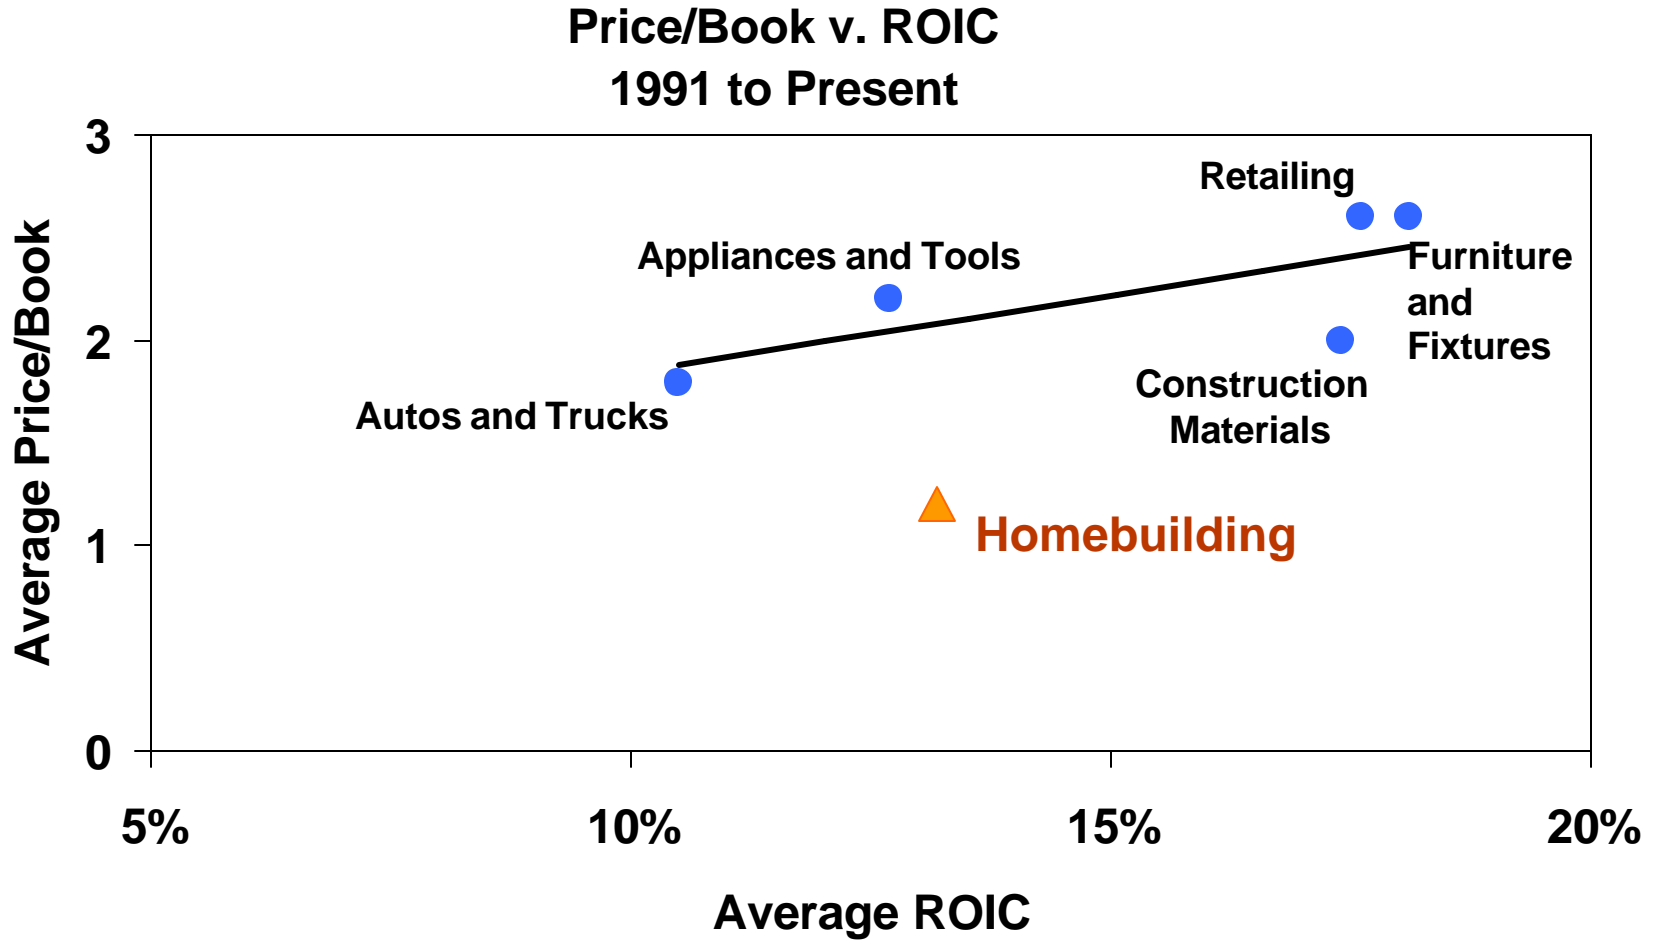 Price/Book v. ROIC
1991 to Present
Average Price/Book
3
2
1
0
Retailing
Appliances and Tools
Furniture
and
Fixtures
Autos and Trucks
Construction
Materials
Homebuilding
5%
10%
15%
20%
Average ROIC